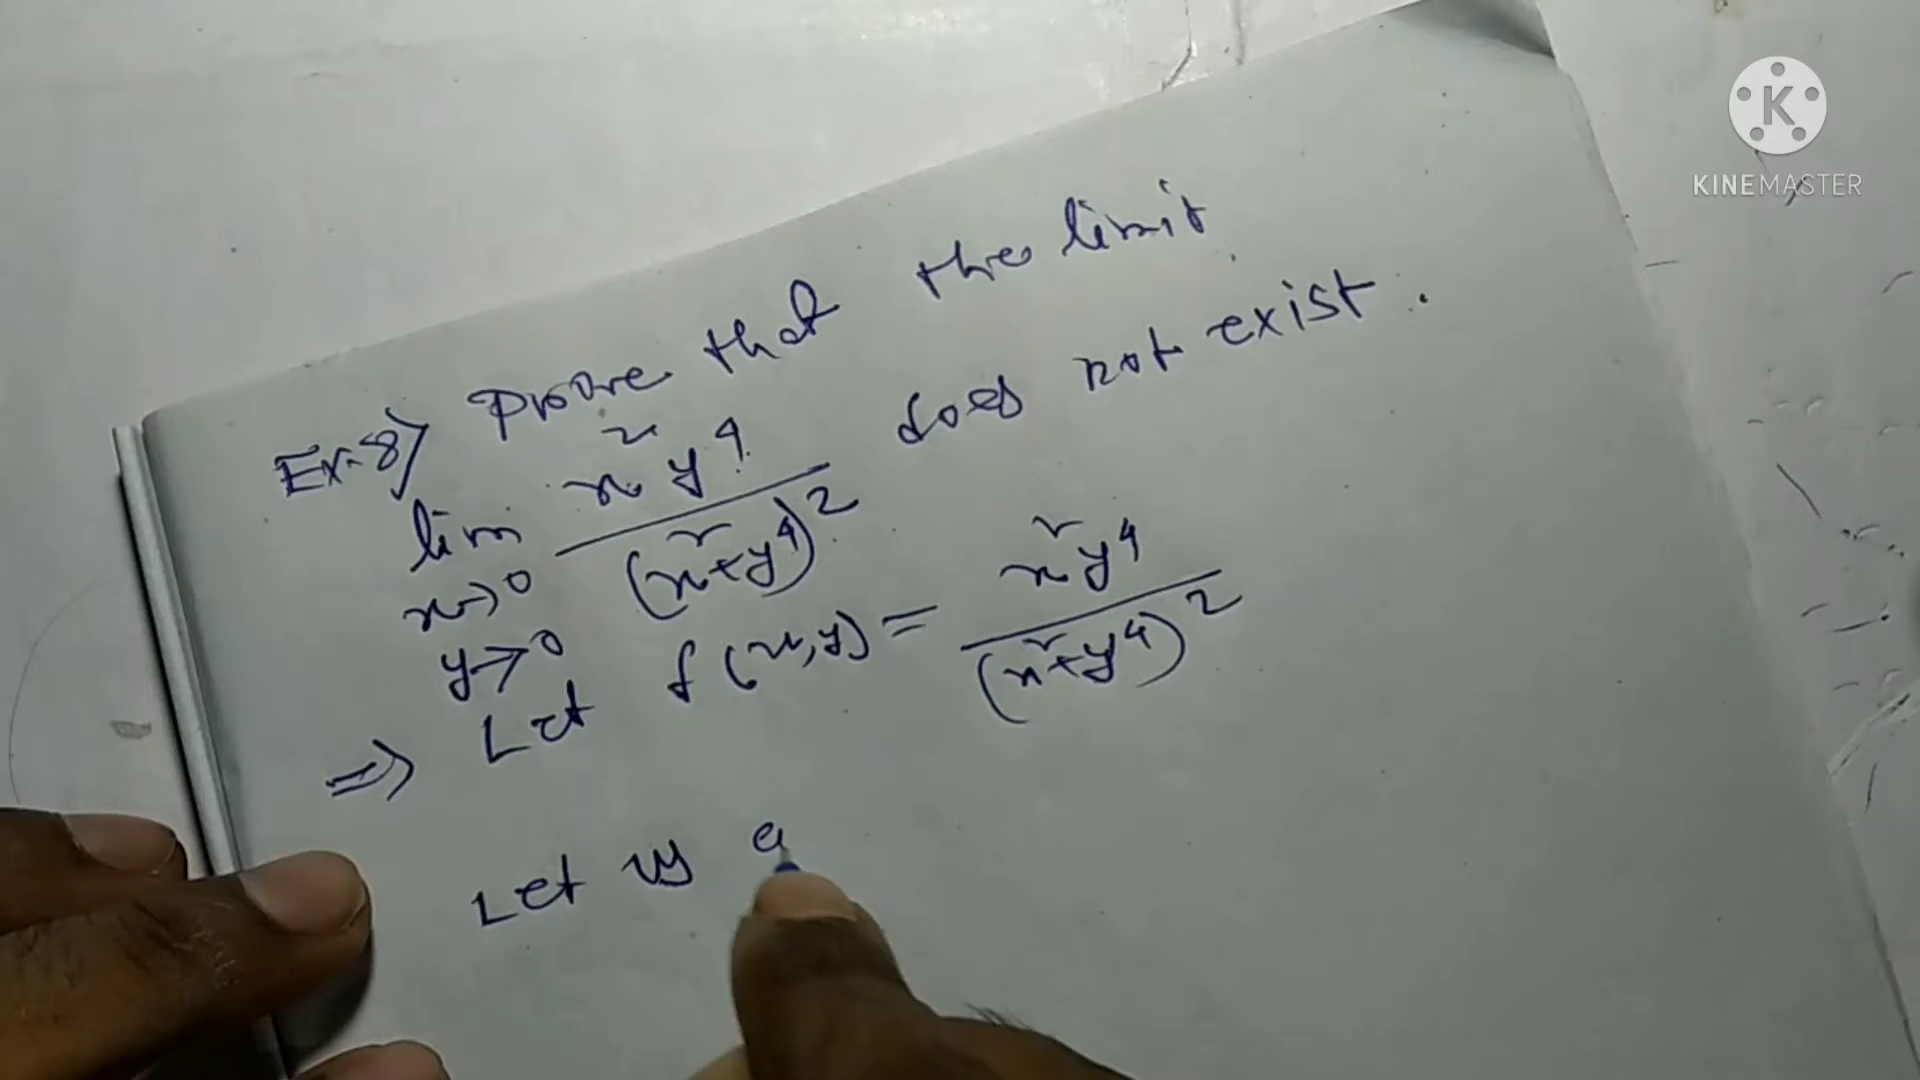 KINEMASTER
Ex-8) Prove that the limit
lim x²y⁴/(x²+y⁴)² does not exist.
x→0
y→0
⇒ Let f(x,y) = x²y⁴/(x²+y⁴)²
Let us a